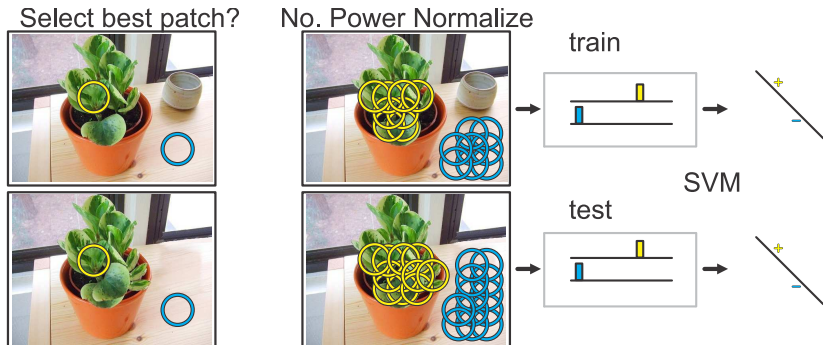 Select best patch?
No. Power Normalize
train
+
-
SVM
test
+
-